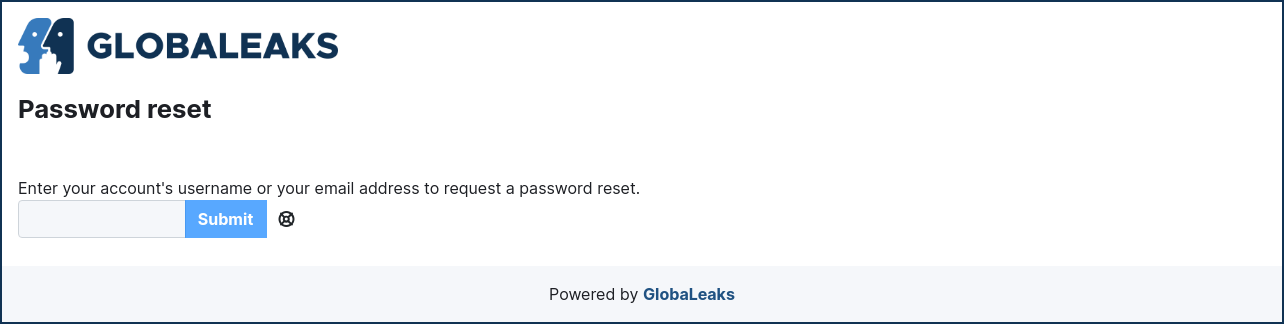 GLOBALEAKS
Password reset
Enter your account's username or your email address to request a password reset.
Submit
Powered by GlobaLeaks